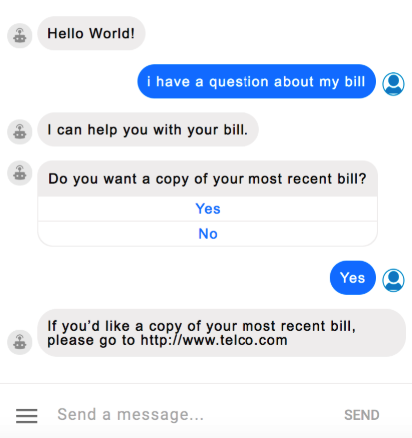 Hello World!
i have a question about my bill
I can help you with your bill.
Do you want a copy of your most recent bill?
Yes
No
Yes
If you'd like a copy of your most recent bill,
please go to http://www.telco.com
Send a message...
SEND